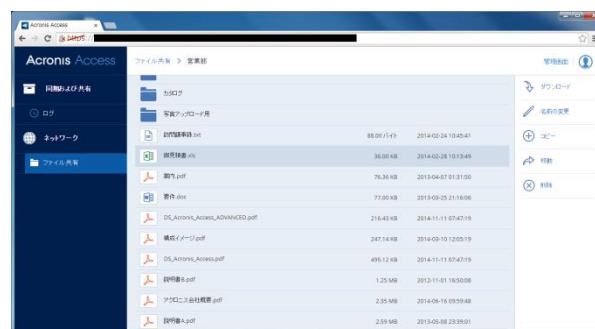 Acronis Access
https://
Acronis Access
ファイル共有 > 営業部
管理画面
同期および共有
ログ
ネットワーク
ファイル共有
カタログ
写真アップロード用
訪問議事録.txt 88.00 バイト 2014-02-24 10:45:41
御見積書.xls 36.00 KB 2014-02-28 10:13:49
案内.pdf 76.36 KB 2013-04-07 01:31:50
要件.doc 77.00 KB 2013-03-25 21:16:06
DS_Acronis_Access_ADVANCED.pdf 216.43 KB 2014-11-11 07:47:19
構成イメージ.pdf 247.14 KB 2014-03-10 12:05:19
DS_Acronis_Access.pdf 495.12 KB 2014-11-11 07:47:19
説明書B.pdf 1.25 MB 2012-11-01 16:50:08
アクロニス会社概要.pdf 2.35 MB 2014-06-16 09:59:48
説明書A.pdf 2.59 MB 2013-05-08 23:39:01
ダウンロード
名前の変更
コピー
移動
削除